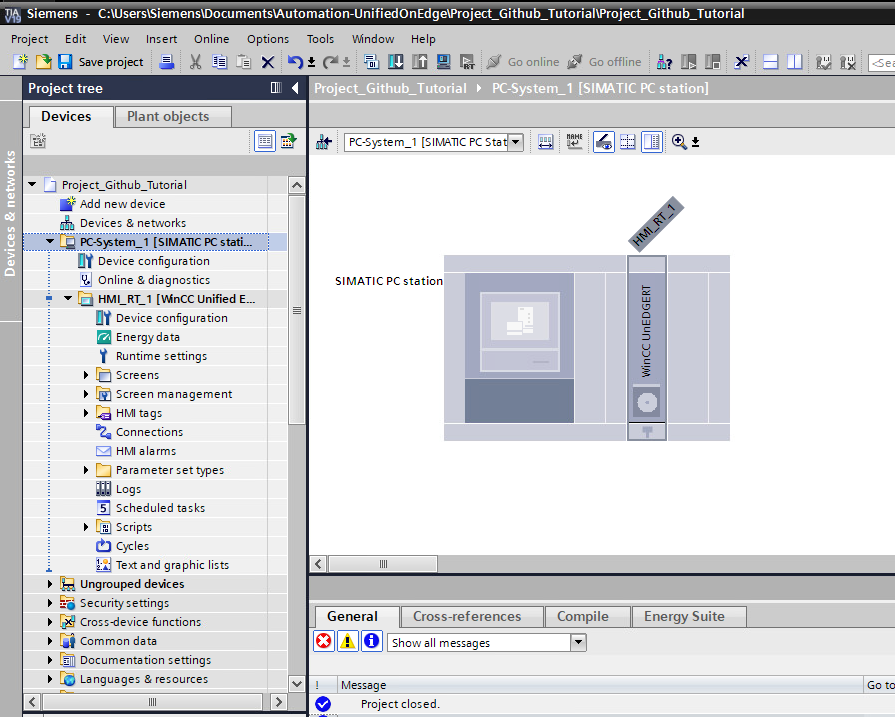 TIA
V19
Siemens - C:\Users\Siemens\Documents\Automation-UnifiedOnEdge\Project_Github_Tutorial\Project_Github_Tutorial
Project Edit View Insert Online Options Tools Window Help
Save project
Go online
Go offline
<Sea
Project tree
Project_Github_Tutorial
PC-System_1 [SIMATIC PC station]
Devices
Plant objects
PC-System_1 [SIMATIC PC Stat
NAME
Devices & networks
Project_Github_Tutorial
Add new device
Devices & networks
PC-System_1 [SIMATIC PC stati...
Device configuration
Online & diagnostics
HMI_RT_1 [WinCC Unified E...
Device configuration
Energy data
Runtime settings
Screens
Screen management
HMI tags
Connections
HMI alarms
Parameter set types
Logs
Scheduled tasks
Scripts
Cycles
Text and graphic lists
Ungrouped devices
Security settings
Cross-device functions
Common data
Documentation settings
Languages & resources
HMI_RT_1
SIMATIC PC station
WinCC UnEDGERT
General
Cross-references
Compile
Energy Suite
Show all messages
! Message
Go to
Project closed.